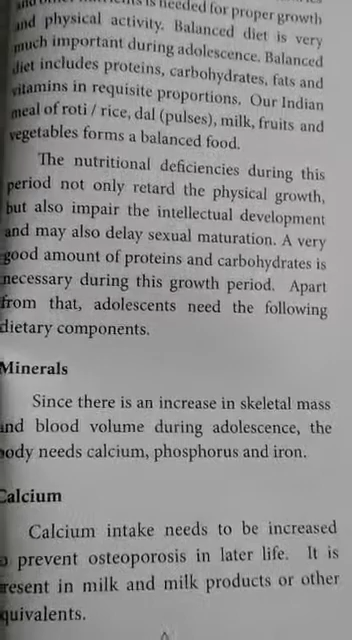 and other nutrients is needed for proper growth
and physical activity. Balanced diet is very
much important during adolescence. Balanced
diet includes proteins, carbohydrates, fats and
vitamins in requisite proportions. Our Indian
meal of roti / rice, dal (pulses), milk, fruits and
vegetables forms a balanced food.
The nutritional deficiencies during this
period not only retard the physical growth,
but also impair the intellectual development
and may also delay sexual maturation. A very
good amount of proteins and carbohydrates is
necessary during this growth period. Apart
from that, adolescents need the following
dietary components.
Minerals
Since there is an increase in skeletal mass
and blood volume during adolescence, the
body needs calcium, phosphorus and iron.
Calcium
Calcium intake needs to be increased
prevent osteoporosis in later life. It is
resent in milk and milk products or other
quivalents.